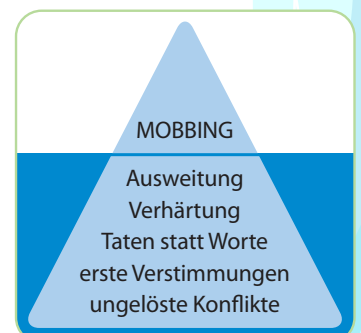 MOBBING
Ausweitung
Verhärtung
Taten statt Worte
erste Verstimmungen
ungelöste Konflikte